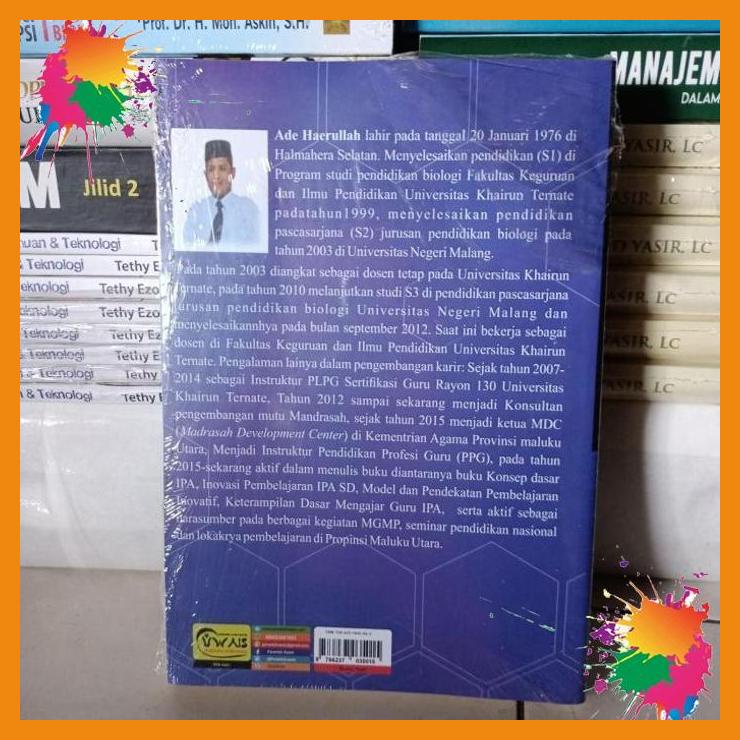 Prof. Dr. H. Moh. Askin, S.H.
MANAJEM
DALAM
M Jilid 2
YASIR, LC
YASIR, LC
YASIR, LC
Tethy Ezo
& Teknologi Tethy Ezo
Teknologi Tethy Ezo
Ade Haerullah lahir pada tanggal 20 Januari 1976 di
Halmahera Selatan. Menyelesaikan pendidikan (S1) di
Program studi pendidikan biologi Fakultas Keguruan
dan Ilmu Pendidikan Universitas Khairun Ternate
padatahun1999, menyelesaikan pendidikan
pascasarjana (S2) jurusan pendidikan biologi pada
tahun 2003 di Universitas Negeri Malang.
Pada tahun 2003 diangkat sebagai dosen tetap pada Universitas Khairun
Ternate, pada tahun 2010 melanjutkan studi S3 di pendidikan pascasarjana
jurusan pendidikan biologi Universitas Negeri Malang dan
menyelesaikannhya pada bulan september 2012. Saat ini bekerja sebagai
dosen di Fakultas Keguruan dan Ilmu Pendidikan Universitas Khairun
Ternate. Pengalaman lainya dalam pengembangan karir: Sejak tahun 2007-
2014 sebagai Instruktur PLPG Sertifikasi Guru Rayon 130 Universitas
Khairun Ternate, Tahun 2012 sampai sekarang menjadi Konsultan
pengembangan mutu Mandrasah, sejak tahun 2015 menjadi ketua MDC
(Madrasah Development Center) di Kementrian Agama Provinsi maluku
Utara, Menjadi Instruktur Pendidikan Profesi Guru (PPG), pada tahun
2015-sekarang aktif dalam menulis buku diantaranya buku Konsep dasar
IPA, Inovasi Pembelajaran IPA SD, Model dan Pendekatan Pembelajaran
Inovatif, Keterampilan Dasar Mengajar Guru IPA, serta aktif sebagai
narasumber pada berbagai kegiatan MGMP, seminar pendidikan nasional
dan lokakrya pembelajaran di Propinsi Maluku Utara.
UWAIS